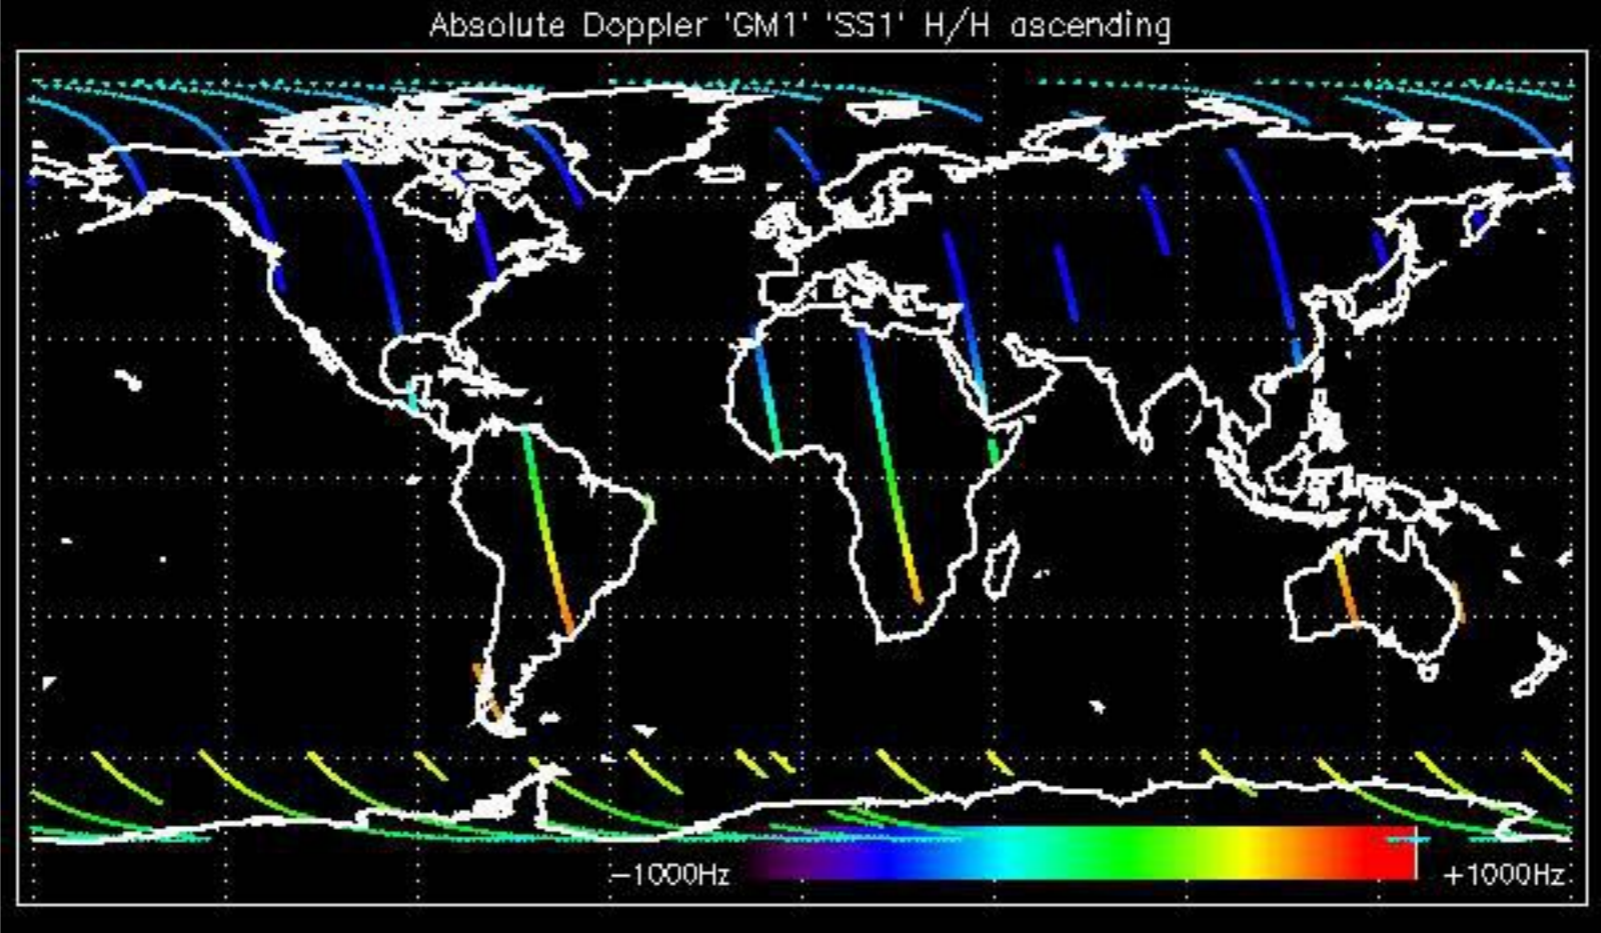 Absolute Doppler 'GM1' 'SS1' H/H ascending
−1000Hz +1000Hz